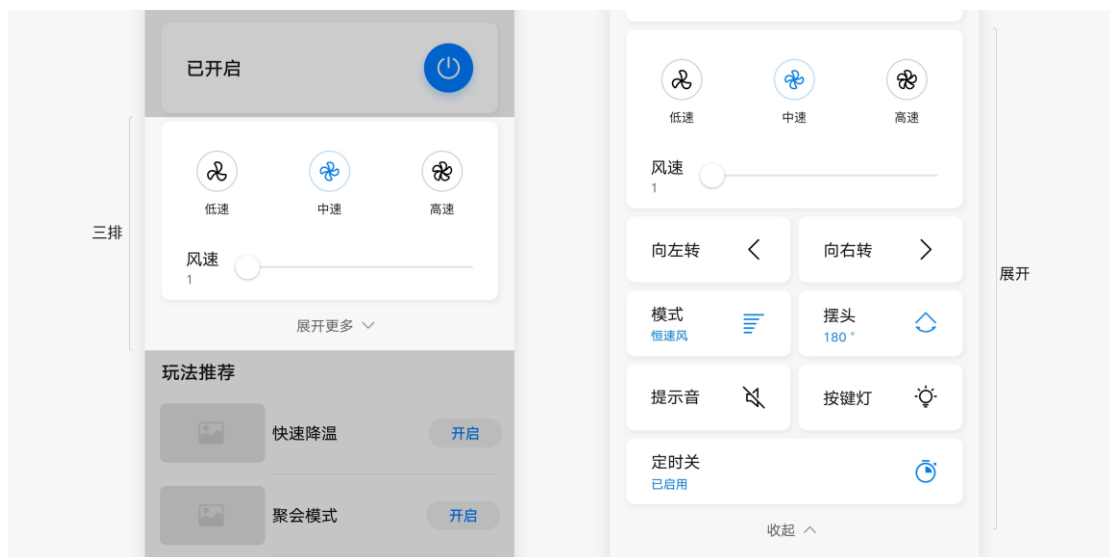 已开启
低速
中速
高速
三排
风速
1
展开更多
玩法推荐
快速降温
开启
聚会模式
开启
低速
中速
高速
风速
1
向左转
向右转
展开
模式
恒速风
摆头
180 °
提示音
按键灯
定时关
已启用
收起